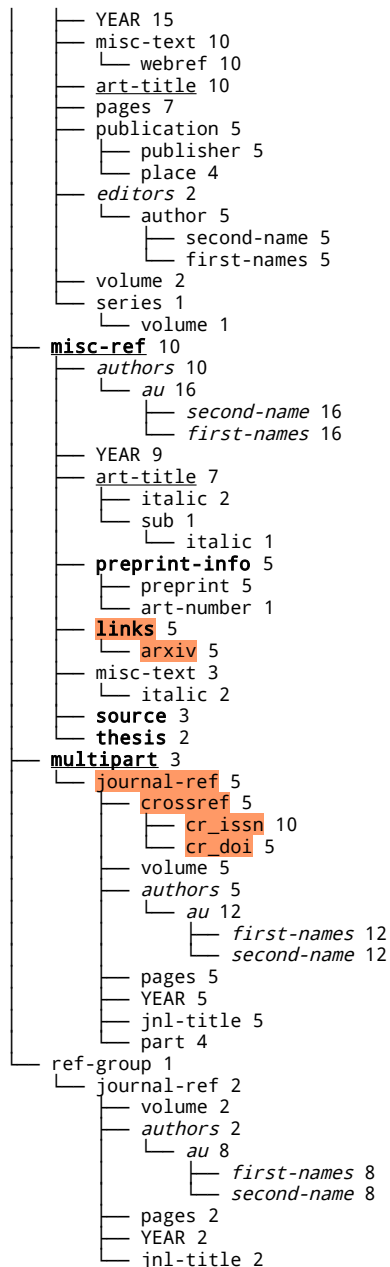 YEAR 15
misc-text 10
webref 10
art-title 10
pages 7
publication 5
publisher 5
place 4
editors 2
author 5
second-name 5
first-names 5
volume 2
series 1
volume 1
misc-ref 10
authors 10
au 16
second-name 16
first-names 16
YEAR 9
art-title 7
italic 2
sub 1
italic 1
preprint-info 5
preprint 5
art-number 1
links 5
arxiv 5
misc-text 3
italic 2
source 3
thesis 2
multipart 3
journal-ref 5
crossref 5
cr_issn 10
cr_doi 5
volume 5
authors 5
au 12
first-names 12
second-name 12
pages 5
YEAR 5
jnl-title 5
part 4
ref-group 1
journal-ref 2
volume 2
authors 2
au 8
first-names 8
second-name 8
pages 2
YEAR 2
jnl-title 2